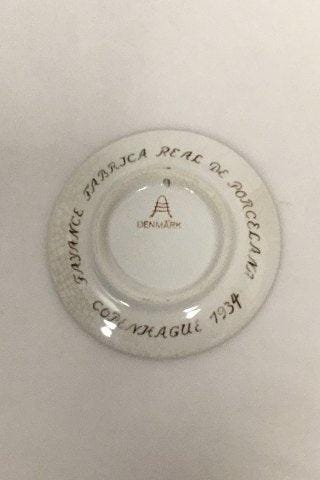 FAYANCE FABRICA REAL DE PORCELANA
COPENHAGUE 1934
A
DENMARK